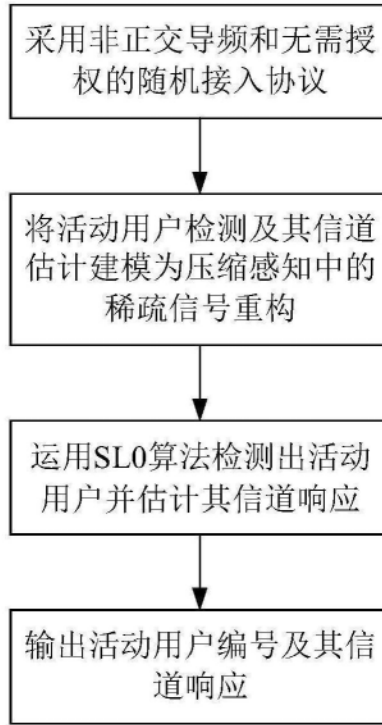 采用非正交导频和无需授
权的随机接入协议
将活动用户检测及其信道
估计建模为压缩感知中的
稀疏信号重构
运用SL0算法检测出活动
用户并估计其信道响应
输出活动用户编号及其信
道响应